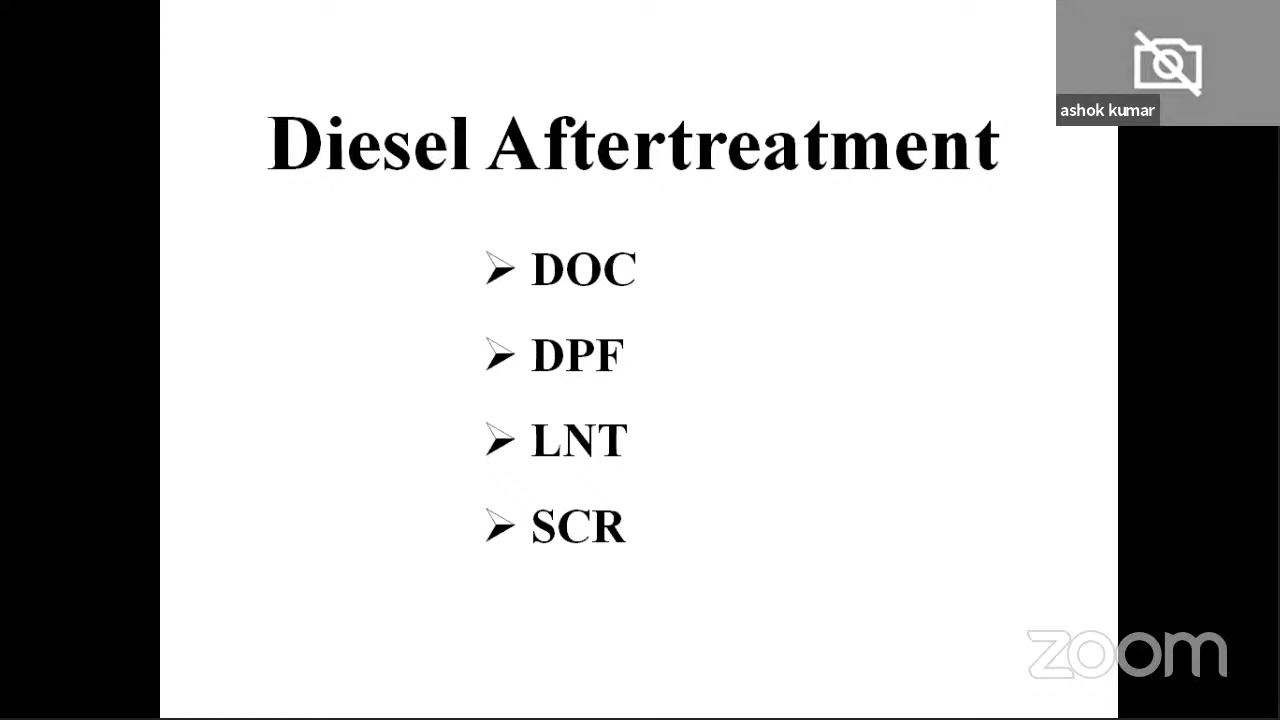 ashok kumar
Diesel Aftertreatment
DOC
DPF
LNT
SCR
zoom